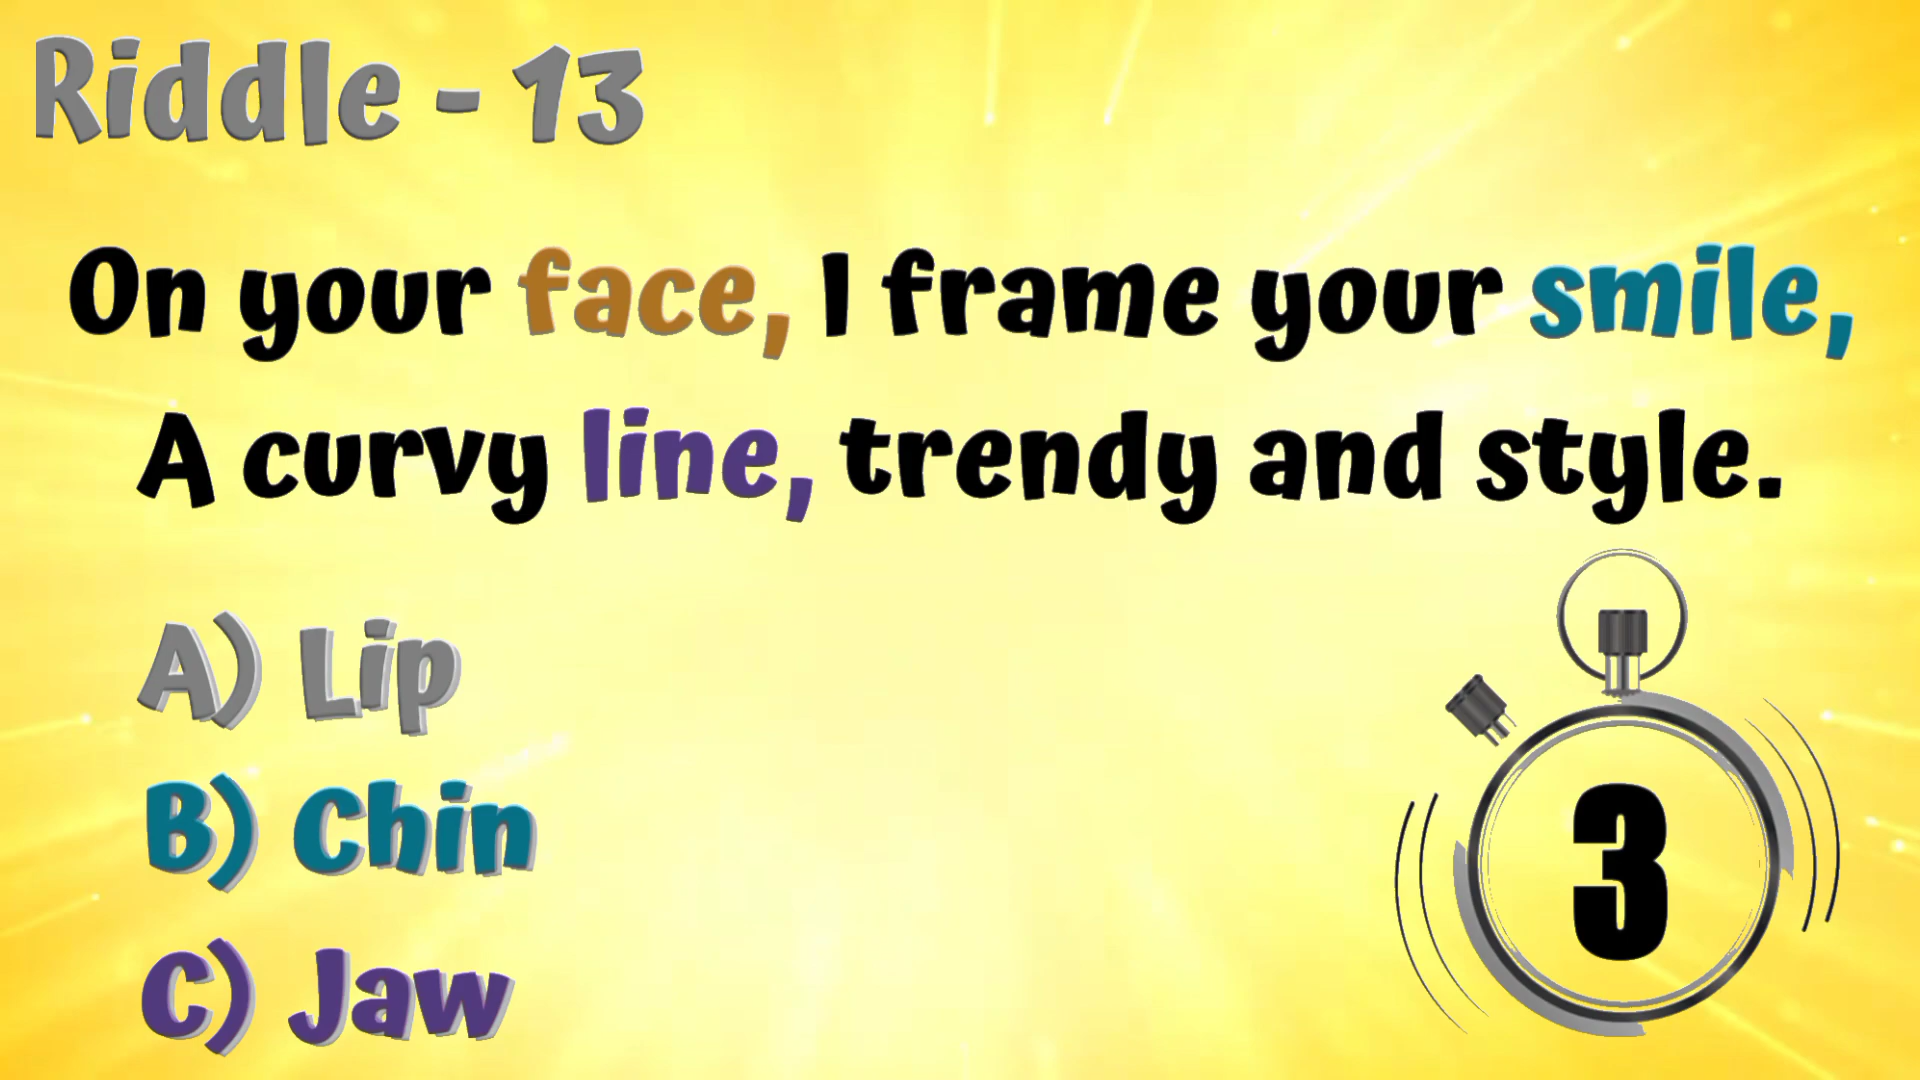 Riddle - 13
On your face, I frame your smile,
A curvy line, trendy and style.
A) Lip
B) Chin
C) Jaw
3